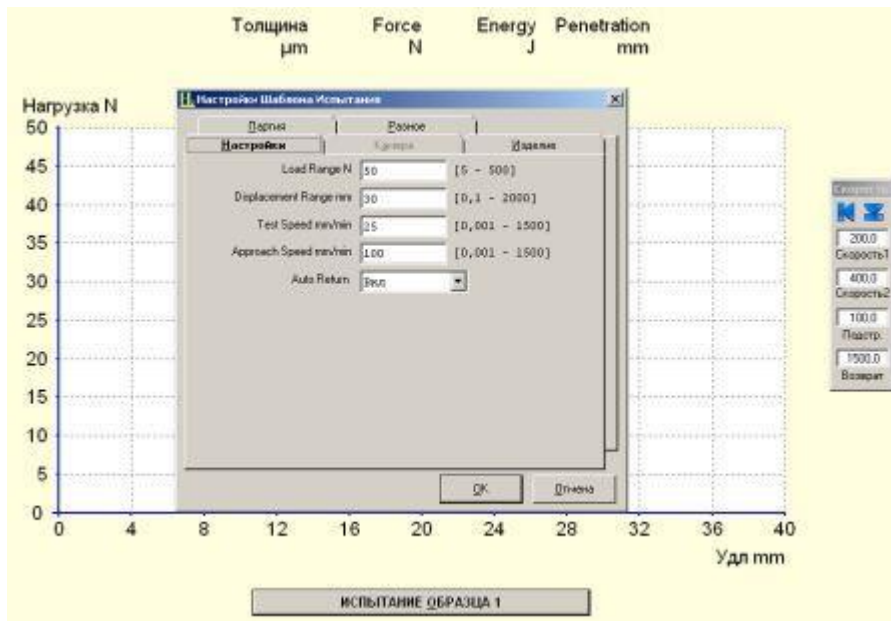 Толщина Force Energy Penetration
µm N J mm
Нагрузка N
Настройки Шаблона Испытания
Партия Разное
Настройки Камера Изделия
Load Range N 50 [5 - 500]
Displacement Range mm 30 [0,1 - 2000]
Test Speed mm/min 25 [0,001 - 1500]
Approach Speed mm/min 100 [0,001 - 1500]
Auto Return Вкл
OK Отмена
50
45
40
35
30
25
20
15
10
5
0
0 4 8 12 16 20 24 28 32 36 40
Удл mm
200,0
Скорость1
400,0
Скорость2
100,0
Подстр.
1500,0
Возврат
ИСПЫТАНИЕ ОБРАЗЦА 1